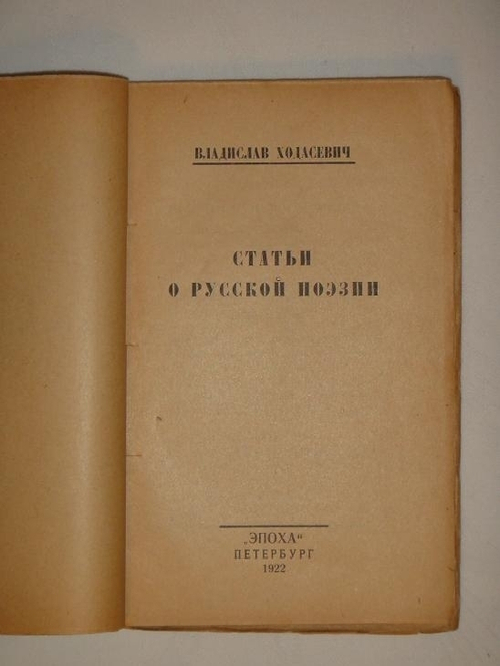 ВЛАДИСЛАВ ХОДАСЕВИЧ
СТАТЬИ
О РУССКОЙ ПОЭЗИИ
„ЭПОХА“
ПЕТЕРБУРГ
1922